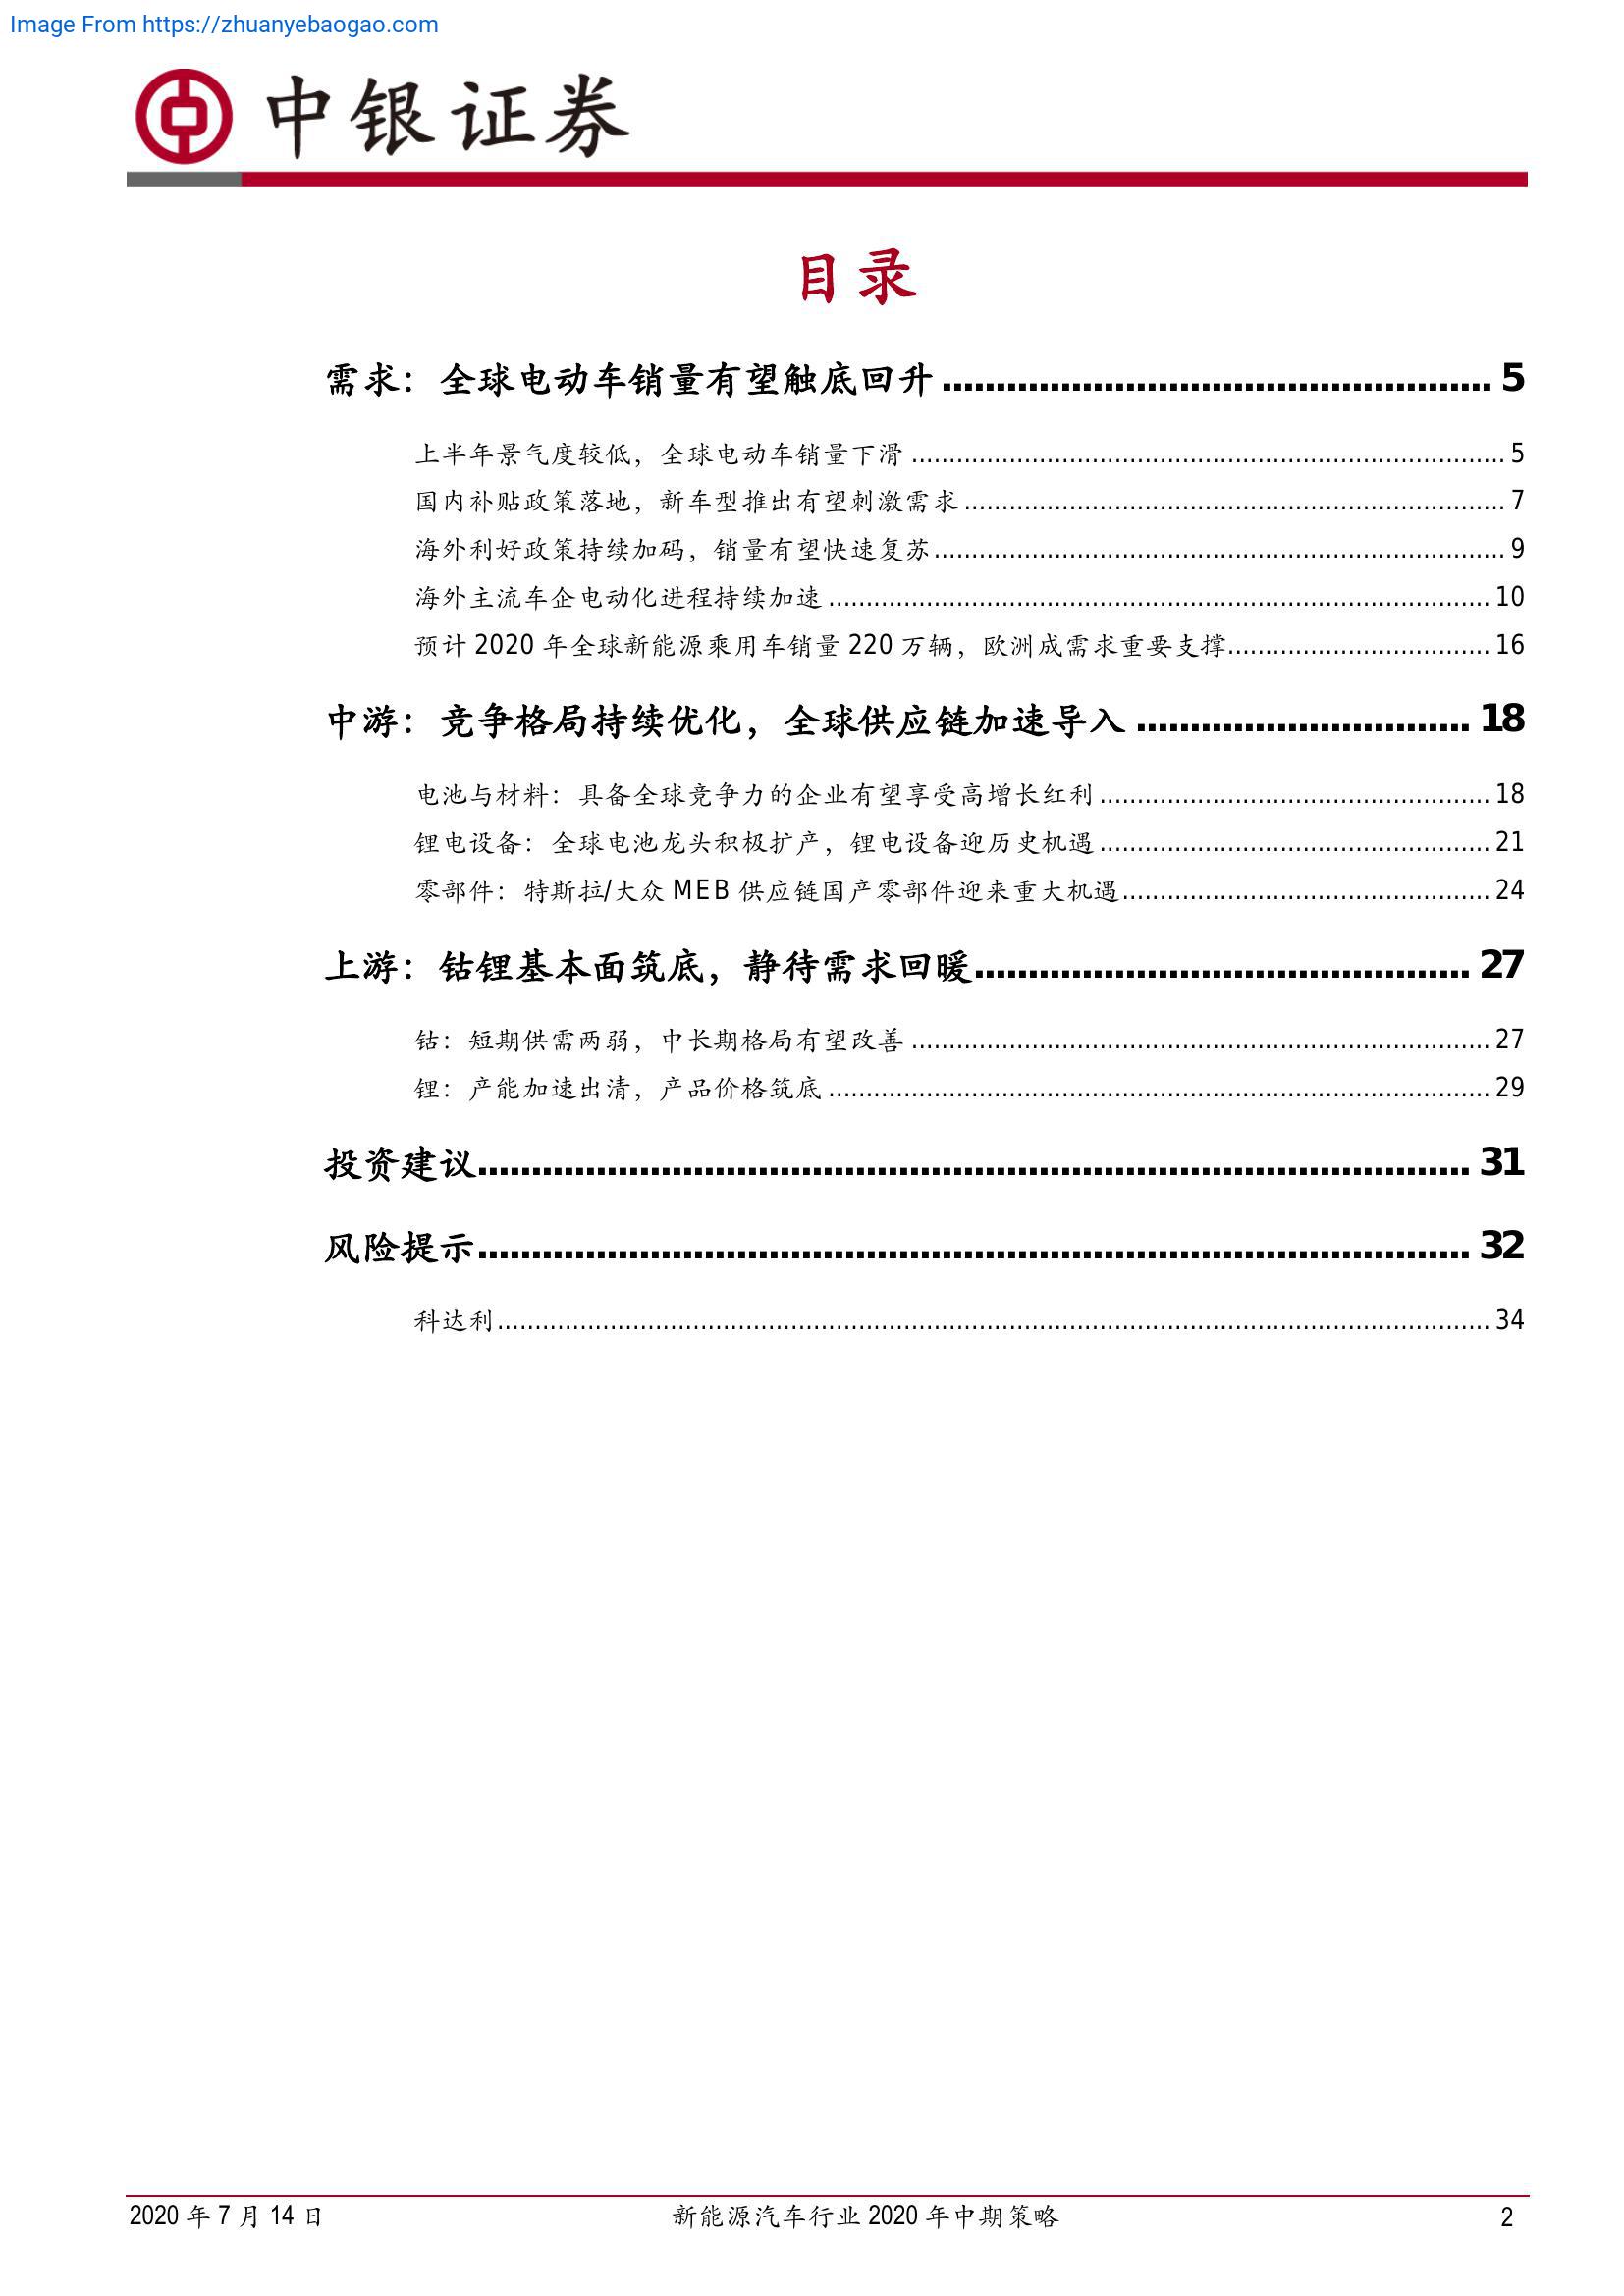 Image From https://zhuanyebaogao.com
中银证券
目录
需求：全球电动车销量有望触底回升 ................................................... 5
上半年景气度较低，全球电动车销量下滑 ............................................................................... 5
国内补贴政策落地，新车型推出有望刺激需求 ........................................................................ 7
海外利好政策持续加码，销量有望快速复苏............................................................................ 9
海外主流车企电动化进程持续加速 ........................................................................................ 10
预计 2020 年全球新能源乘用车销量 220 万辆，欧洲成需求重要支撑................................... 16
中游：竞争格局持续优化，全球供应链加速导入 ............................... 18
电池与材料：具备全球竞争力的企业有望享受高增长红利 .................................................... 18
锂电设备：全球电池龙头积极扩产，锂电设备迎历史机遇 .................................................... 21
零部件：特斯拉/大众 MEB 供应链国产零部件迎来重大机遇................................................. 24
上游：钴锂基本面筑底，静待需求回暖.............................................. 27
钴：短期供需两弱，中长期格局有望改善 ............................................................................. 27
锂：产能加速出清，产品价格筑底 ........................................................................................ 29
投资建议............................................................................................ 31
风险提示............................................................................................ 32
科达利.................................................................................................................................... 34
2020 年 7 月 14 日
新能源汽车行业 2020 年中期策略
2